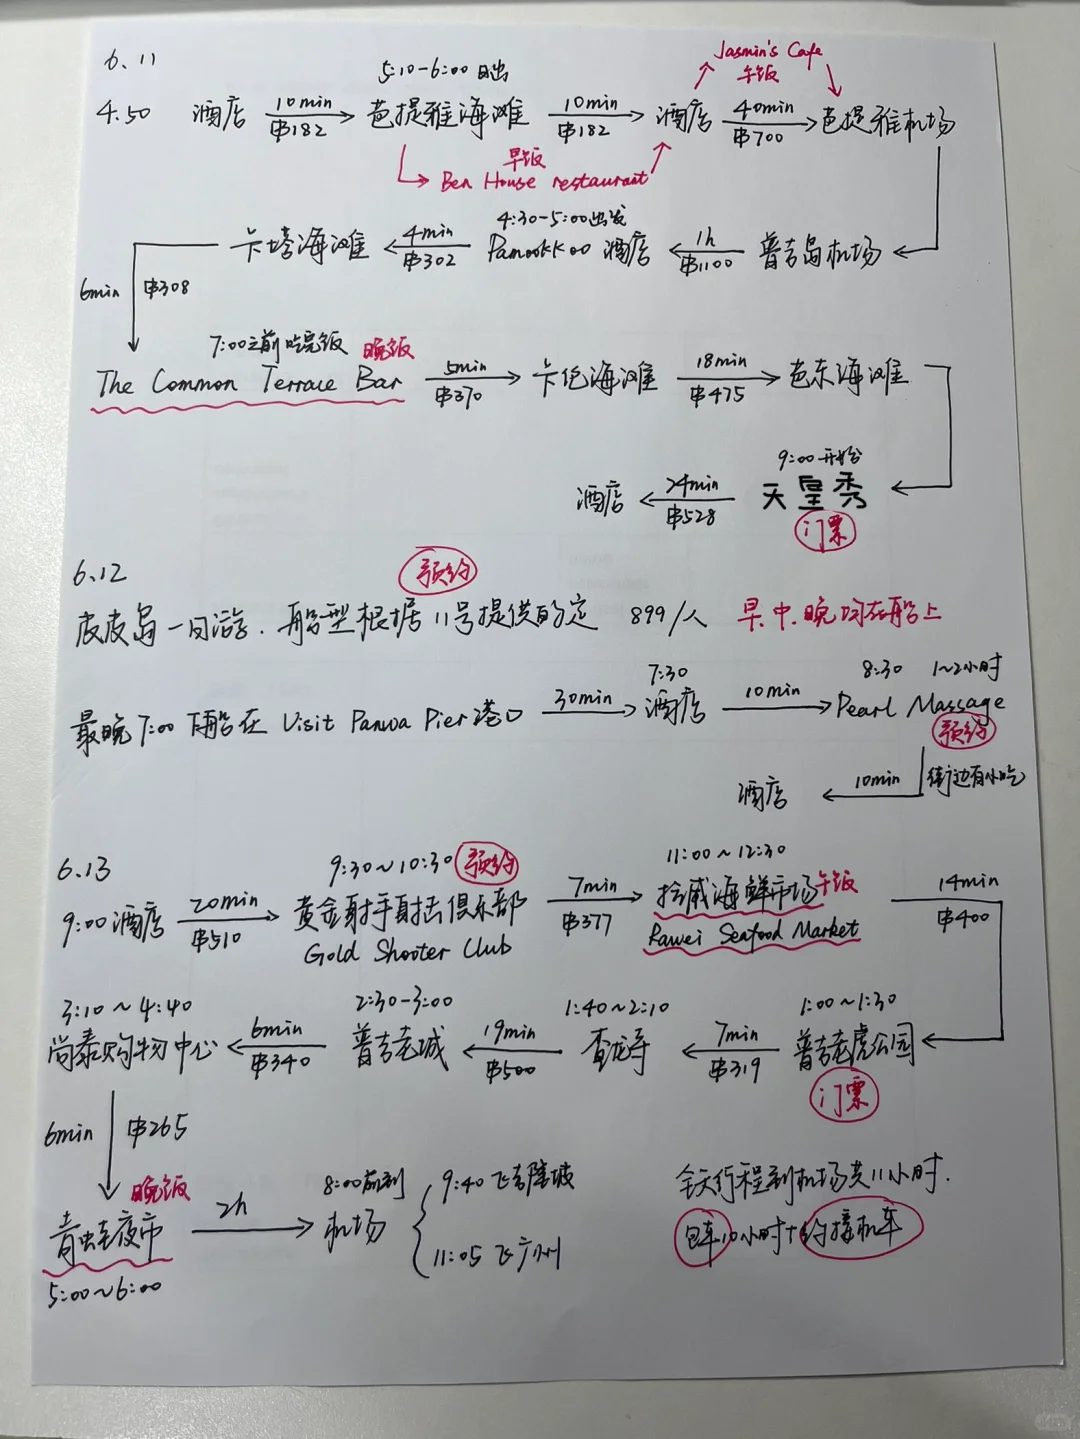 6.11
5:10-6:00 日出
Jasmin's Cafe
午饭
4.50 酒店 10min ฿182 芭提雅海滩 10min ฿182 酒店 40min ฿700 芭提雅机场
早饭
Ben House restaurant
4:30-5:00出发
卡塔海滩 4min ฿302 Pamookkoo 酒店 1h ฿1100 普吉岛机场
6min ฿308
7:00之前吃完饭 晚饭
The Common Terrace Bar 5min ฿370 卡伦海滩 18min ฿475 芭东海滩
9:00开始
酒店 24min ฿528 天皇秀
门票
6.12
预约
皮皮岛一日游. 船型根据11号提供的定 899/人 早.中.晚均在船上
7:30
8:30 1~2小时
最晚7:00下船在 Visit Panwa Pier港口 30min 酒店 10min Pearl Massage
预约
酒店 10min 街边有小吃
6.13
9:30~10:30 预约
11:00~12:30
9:00 酒店 20min ฿510 黄金射手射击俱乐部 7min ฿377 拉威海鲜市场 午饭 14min ฿400
Gold Shooter Club
Rawei Seafood Market
3:10~4:40
2:30-3:00
1:40~2:10
1:00~1:30
尚泰购物中心 6min ฿340 普吉老城 19min ฿500 查龙寺 7min ฿319 普吉老虎公园
门票
6min ฿265
晚饭
8:00前到
9:40 飞吉隆坡
青蛙夜市 2h 机场
11:05 飞广州
5:00~6:00
全天行程到机场共11小时.
包车10小时+约接机车